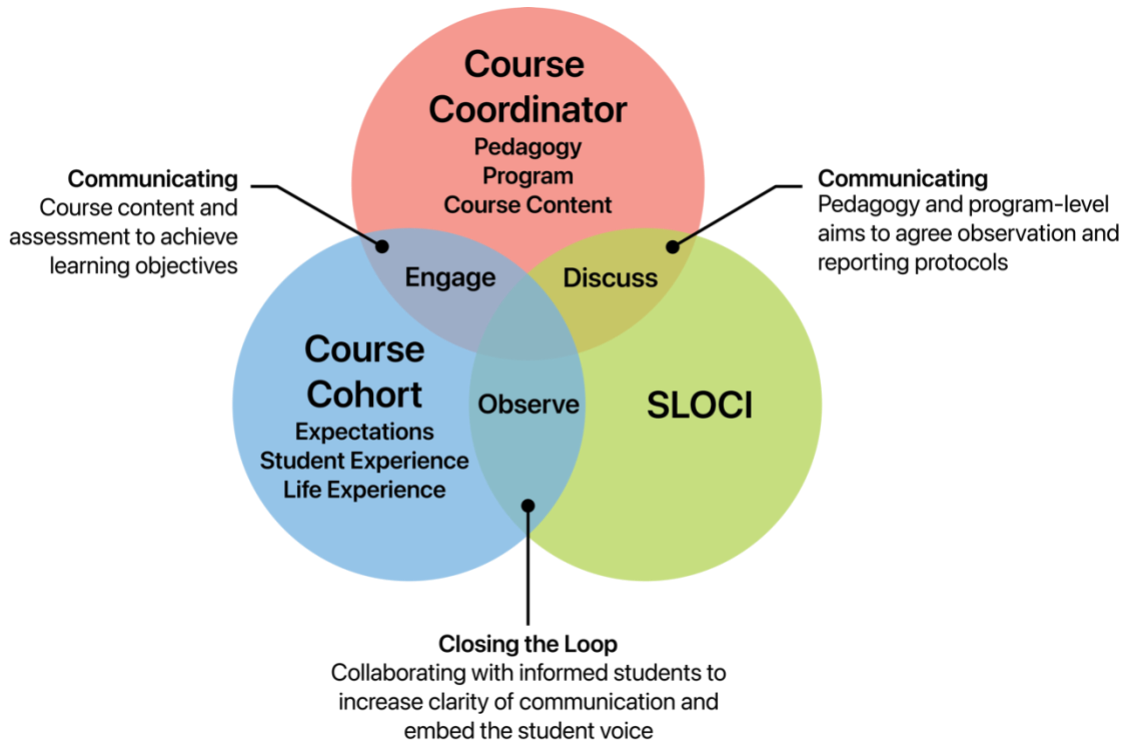 Course
Coordinator
Pedagogy
Program
Course Content
Communicating
Course content and
assessment to achieve
learning objectives
Communicating
Pedagogy and program-level
aims to agree observation and
reporting protocols
Engage
Discuss
Course
Cohort
Expectations
Student Experience
Life Experience
Observe
SLOCI
Closing the Loop
Collaborating with informed students to
increase clarity of communication and
embed the student voice